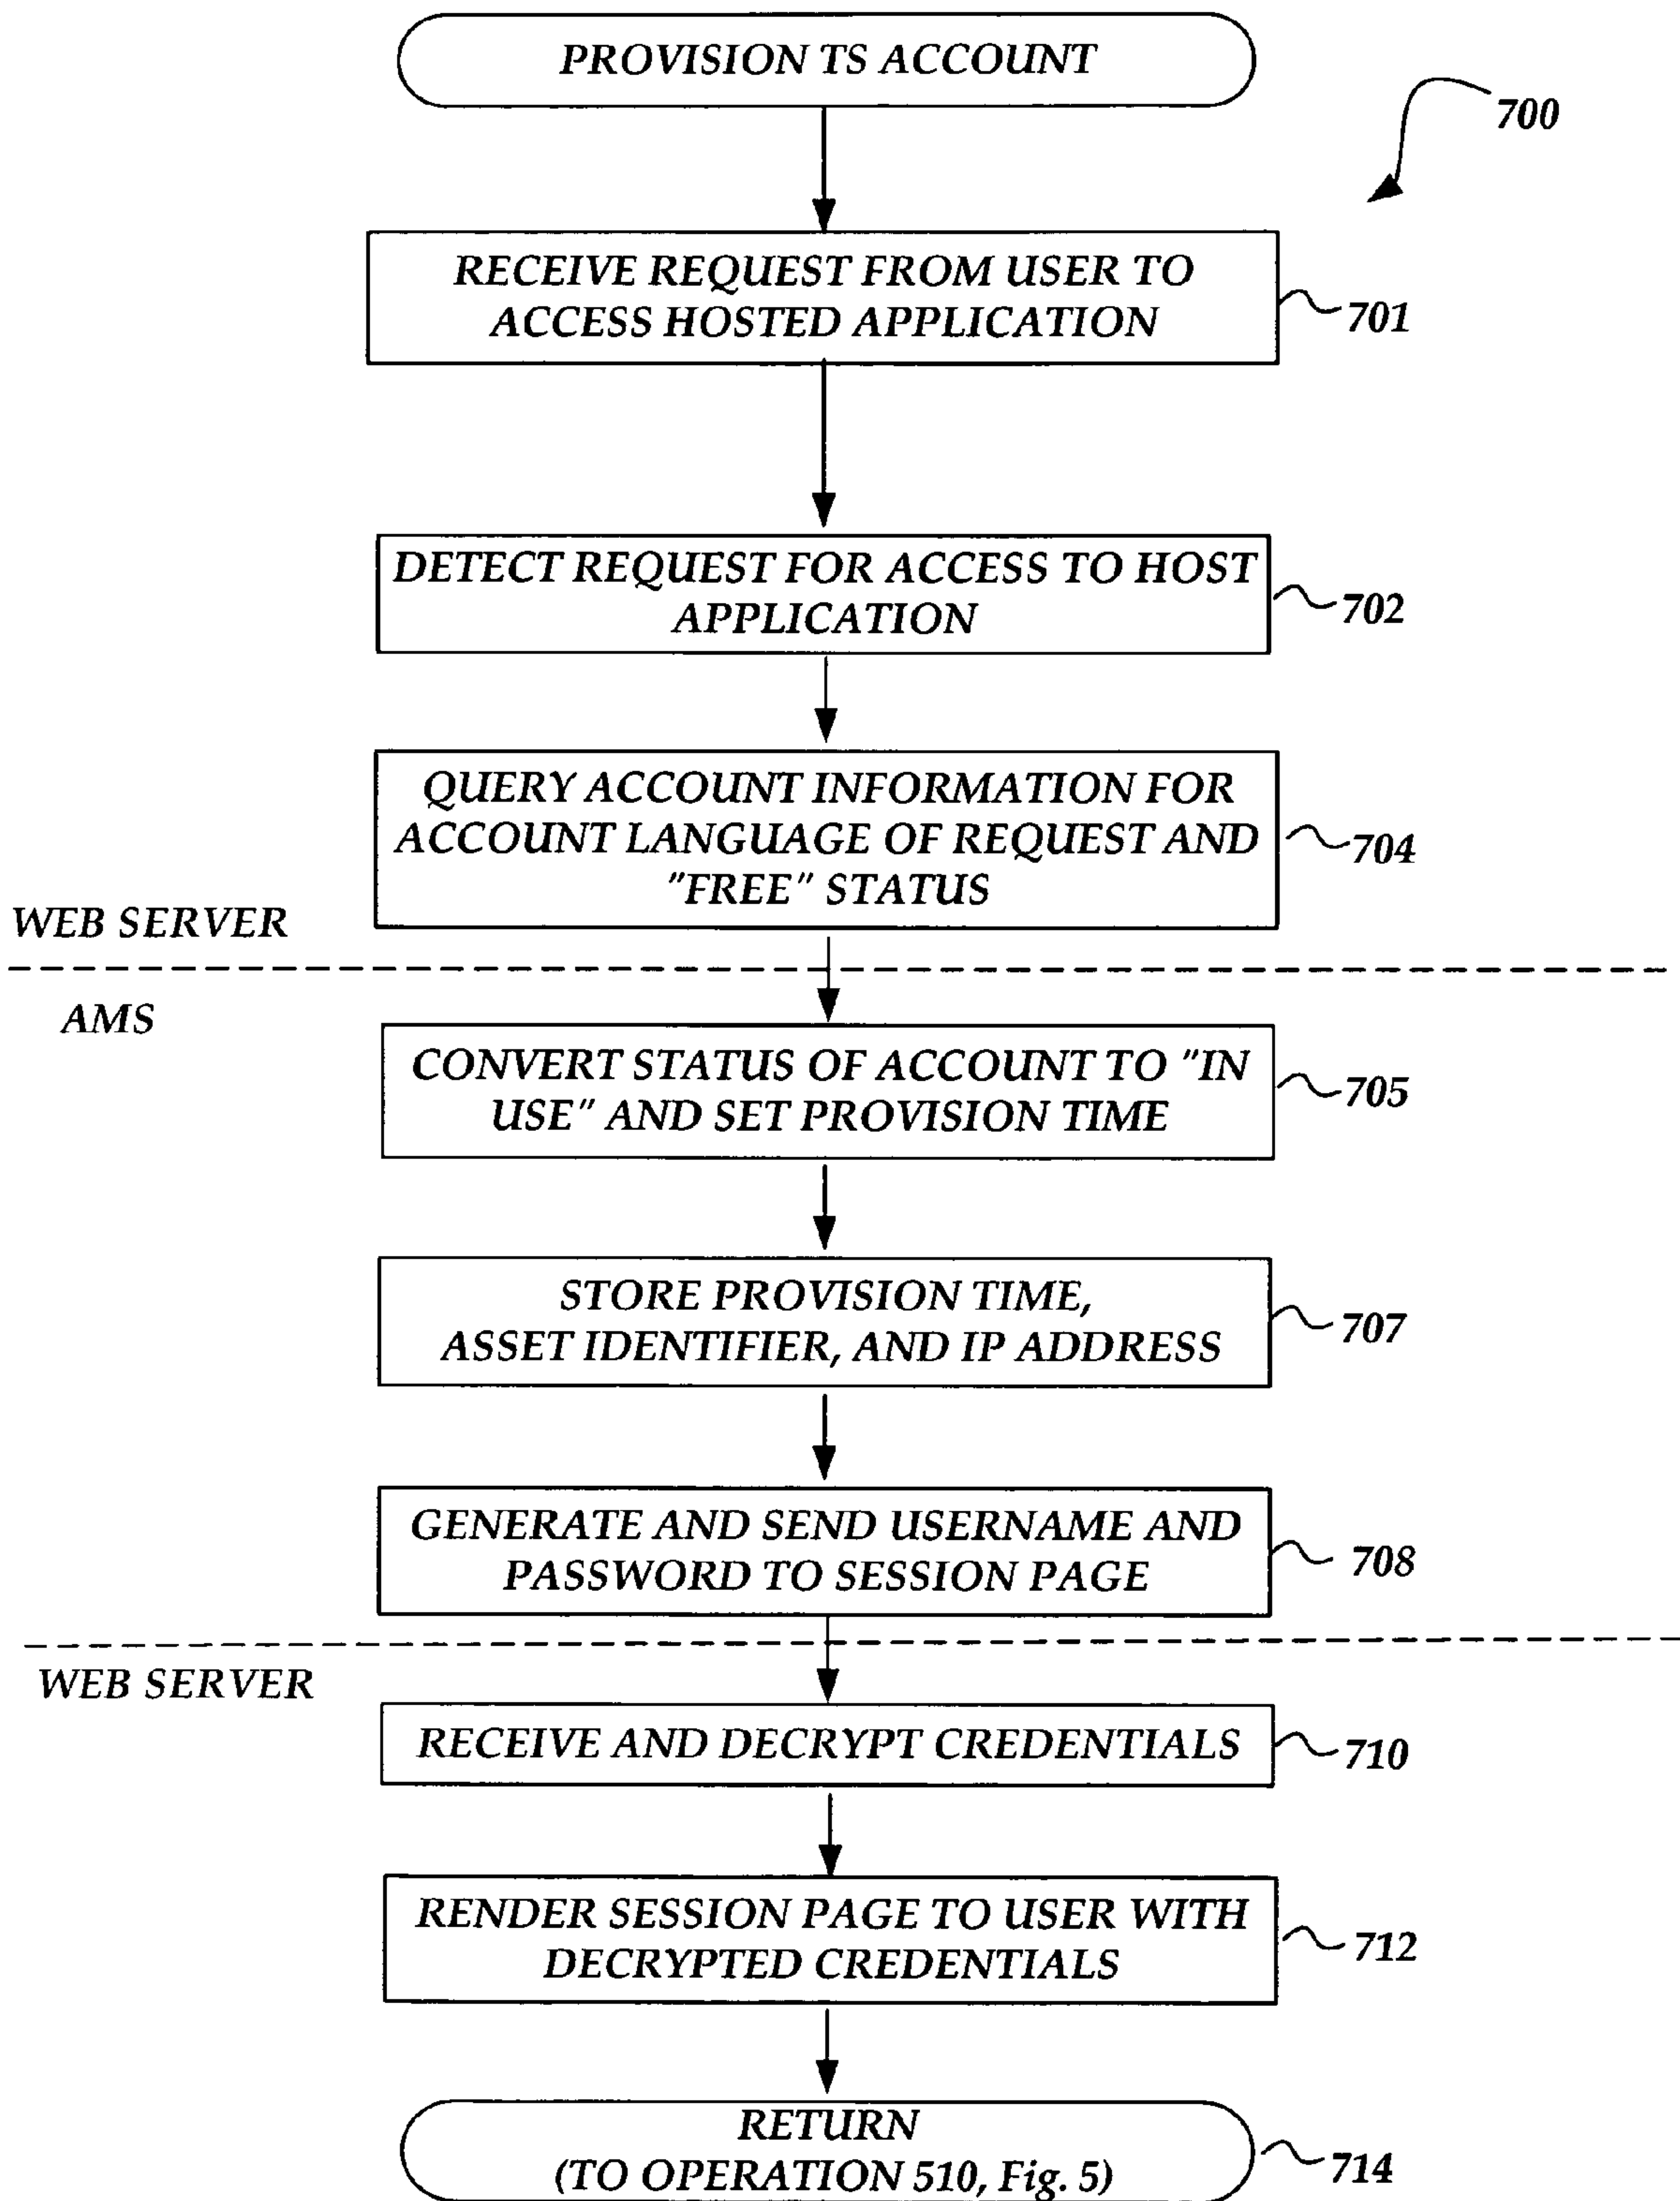 PROVISION TS ACCOUNT
700
RECEIVE REQUEST FROM USER TO
ACCESS HOSTED APPLICATION
701
DETECT REQUEST FOR ACCESS TO HOST
APPLICATION
702
QUERY ACCOUNT INFORMATION FOR
ACCOUNT LANGUAGE OF REQUEST AND
"FREE" STATUS
704
WEB SERVER
AMS
CONVERT STATUS OF ACCOUNT TO "IN
USE" AND SET PROVISION TIME
705
STORE PROVISION TIME,
ASSET IDENTIFIER, AND IP ADDRESS
707
GENERATE AND SEND USERNAME AND
PASSWORD TO SESSION PAGE
708
WEB SERVER
RECEIVE AND DECRYPT CREDENTIALS
710
RENDER SESSION PAGE TO USER WITH
DECRYPTED CREDENTIALS
712
RETURN
(TO OPERATION 510, Fig. 5)
714